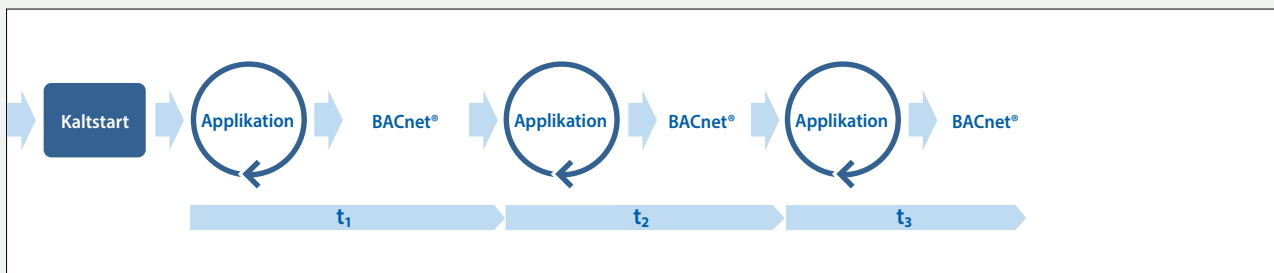 Kaltstart
Applikation
BACnet®
Applikation
BACnet®
Applikation
BACnet®
t₁
t₂
t₃